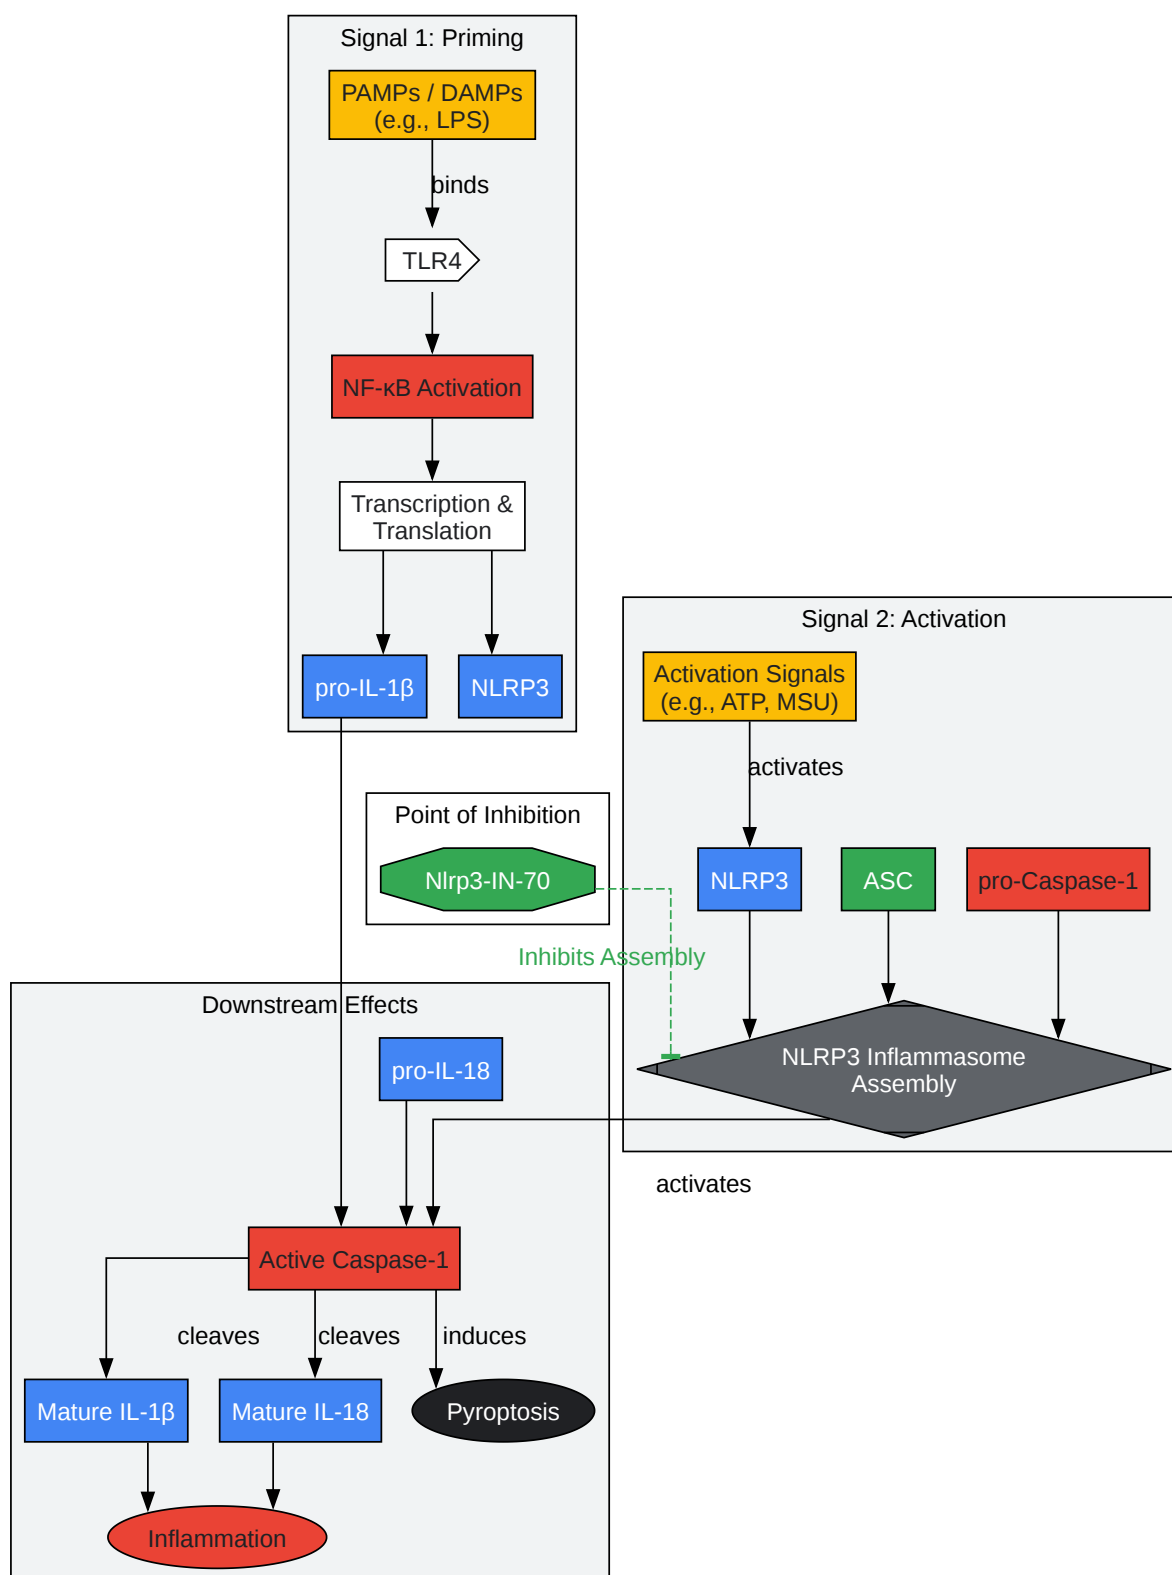 Signal 1: Priming
PAMPs / DAMPs
(e.g., LPS)
binds
TLR4
NF-κB Activation
Transcription &
Translation
pro-IL-1β
NLRP3
Signal 2: Activation
Activation Signals
(e.g., ATP, MSU)
activates
Point of Inhibition
Nlrp3-IN-70
NLRP3
ASC
pro-Caspase-1
Inhibits Assembly
NLRP3 Inflammasome
Assembly
Downstream Effects
pro-IL-18
activates
Active Caspase-1
cleaves
cleaves
induces
Mature IL-1β
Mature IL-18
Pyroptosis
Inflammation